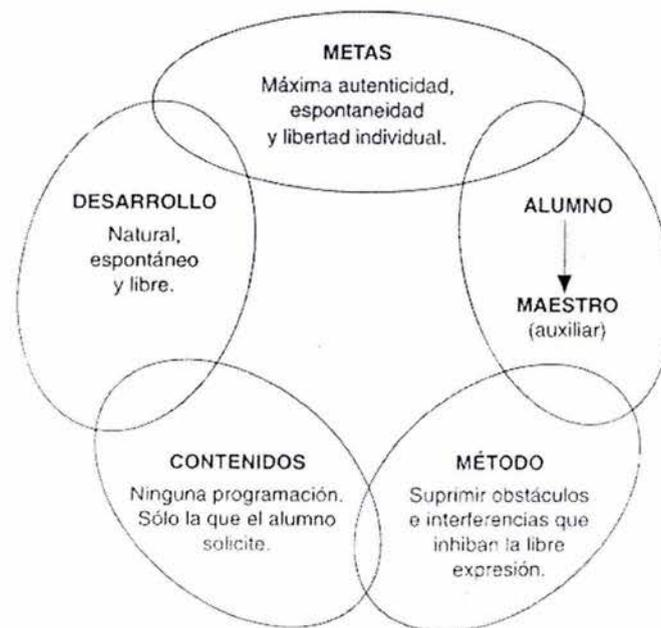 METAS
Máxima autenticidad,
espontaneidad
y libertad individual.
DESARROLLO
Natural,
espontáneo
y libre.
ALUMNO
MAESTRO
(auxiliar)
CONTENIDOS
Ninguna programación.
Sólo la que el alumno
solicite.
MÉTODO
Suprimir obstáculos
e interferencias que
inhiban la libre
expresión.